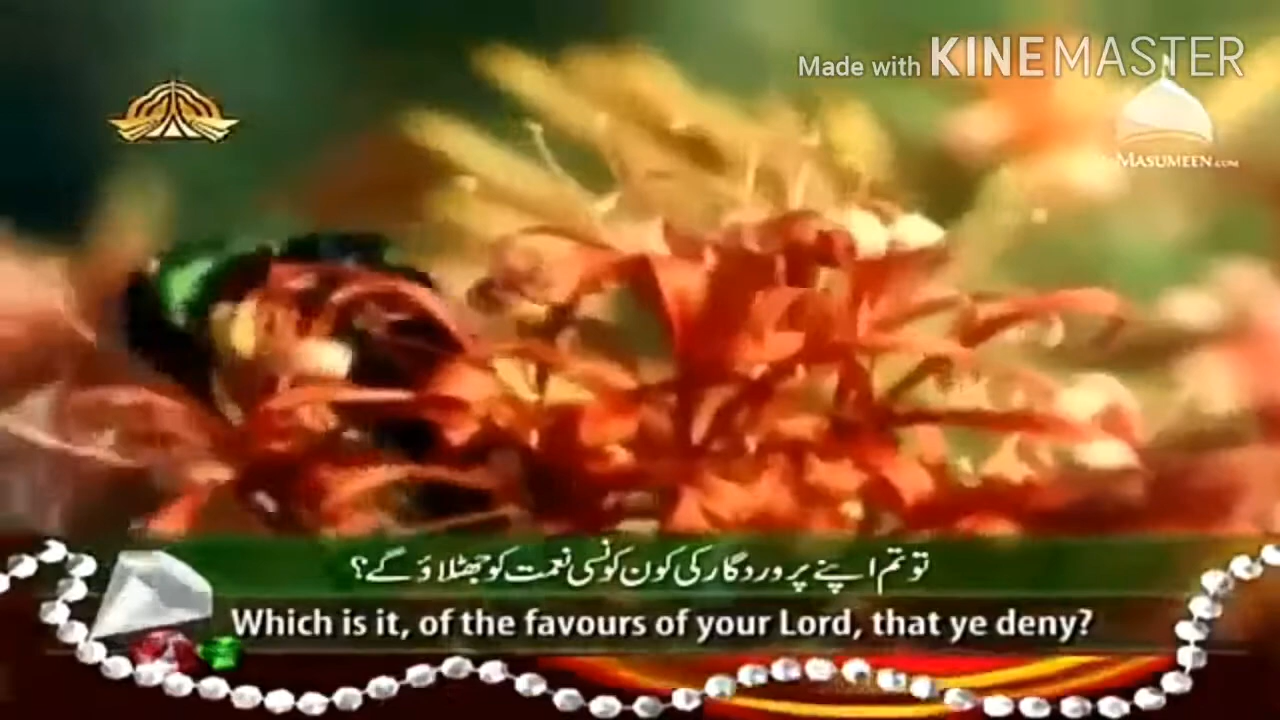 Made with KINEMASTER
MASUMEEN.COM
تو تم اپنے پروردگار کی کون کونسی نعمت کو جھٹلاؤ گے؟
Which is it, of the favours of your Lord, that ye deny?